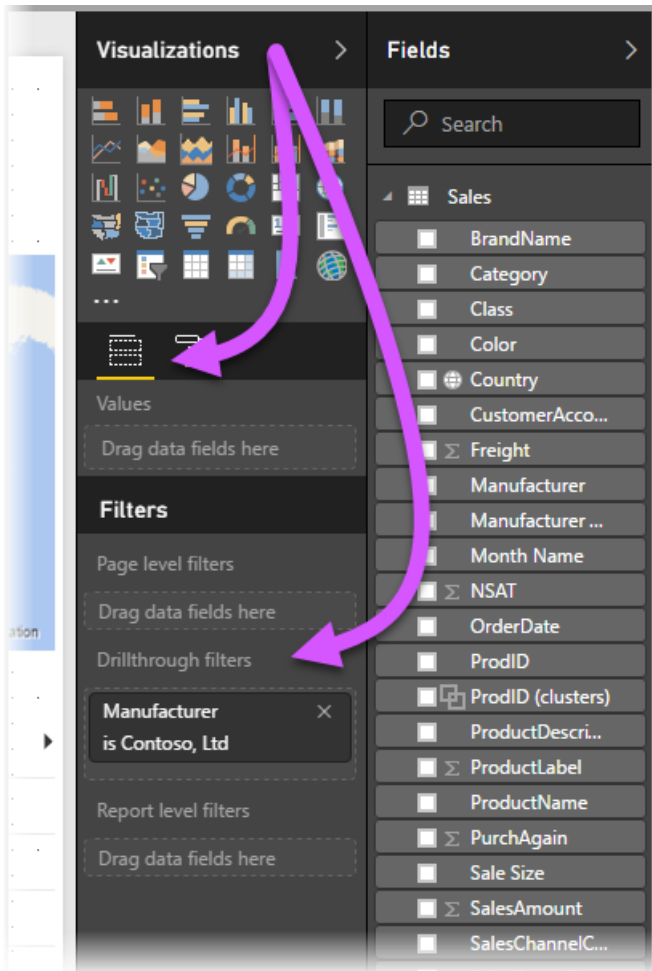 Visualizations
Values
Drag data fields here
Filters
Page level filters
Drag data fields here
Drillthrough filters
Manufacturer
is Contoso, Ltd
Report level filters
Drag data fields here
Fields
Search
Sales
BrandName
Category
Class
Color
Country
CustomerAcco...
Freight
Manufacturer
Manufacturer ...
Month Name
NSAT
OrderDate
ProdID
ProdID (clusters)
ProductDescri...
ProductLabel
ProductName
PurchAgain
Sale Size
SalesAmount
SalesChannelC...